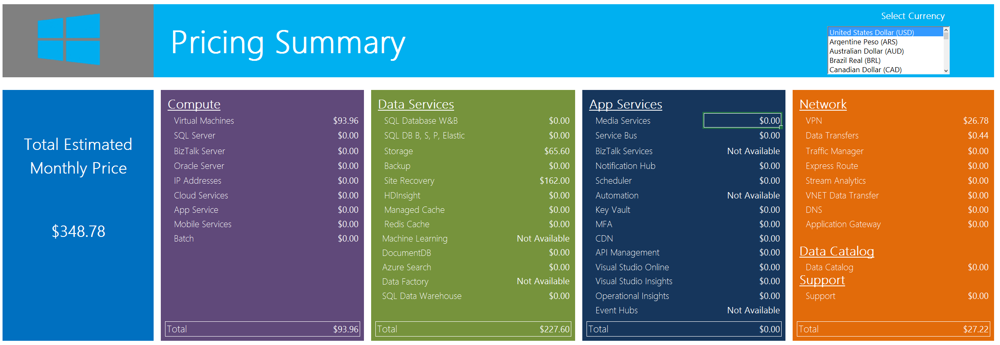 Pricing Summary
Select Currency
United States Dollar (USD)
Argentine Peso (ARS)
Australian Dollar (AUD)
Brazil Real (BRL)
Canadian Dollar (CAD)
Total Estimated
Monthly Price
$348.78
Compute
Virtual Machines $93.96
SQL Server $0.00
BizTalk Server $0.00
Oracle Server $0.00
IP Addresses $0.00
Cloud Services $0.00
App Service $0.00
Mobile Services $0.00
Batch $0.00
Total $93.96
Data Services
SQL Database W&B $0.00
SQL DB B, S, P, Elastic $0.00
Storage $65.60
Backup $0.00
Site Recovery $162.00
HDInsight $0.00
Managed Cache $0.00
Redis Cache $0.00
Machine Learning Not Available
DocumentDB $0.00
Azure Search $0.00
Data Factory Not Available
SQL Data Warehouse $0.00
Total $227.60
App Services
Media Services $0.00
Service Bus $0.00
BizTalk Services Not Available
Notification Hub $0.00
Scheduler $0.00
Automation Not Available
Key Vault $0.00
MFA $0.00
CDN $0.00
API Management $0.00
Visual Studio Online $0.00
Visual Studio Insights $0.00
Operational Insights $0.00
Event Hubs Not Available
Total $0.00
Network
VPN $26.78
Data Transfers $0.44
Traffic Manager $0.00
Express Route $0.00
Stream Analytics $0.00
VNET Data Transfer $0.00
DNS $0.00
Application Gateway $0.00
Data Catalog
Data Catalog $0.00
Support
Support $0.00
Total $27.22